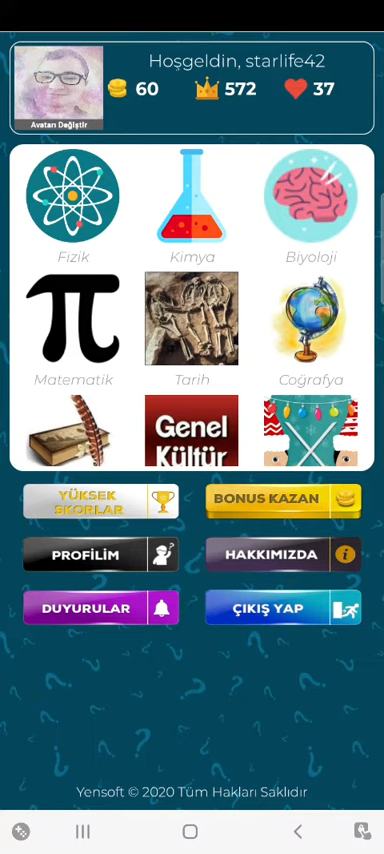 Hoşgeldin, starlife42
60 572 37
Avatarı Değiştir
Fizik Kimya Biyoloji
Matematik Tarih Coğrafya
Genel
Kültür
YÜKSEK
SKORLAR
BONUS KAZAN
PROFİLİM
HAKKIMIZDA
DUYURULAR
ÇIKIŞ YAP
Yensoft © 2020 Tüm Hakları Saklıdır